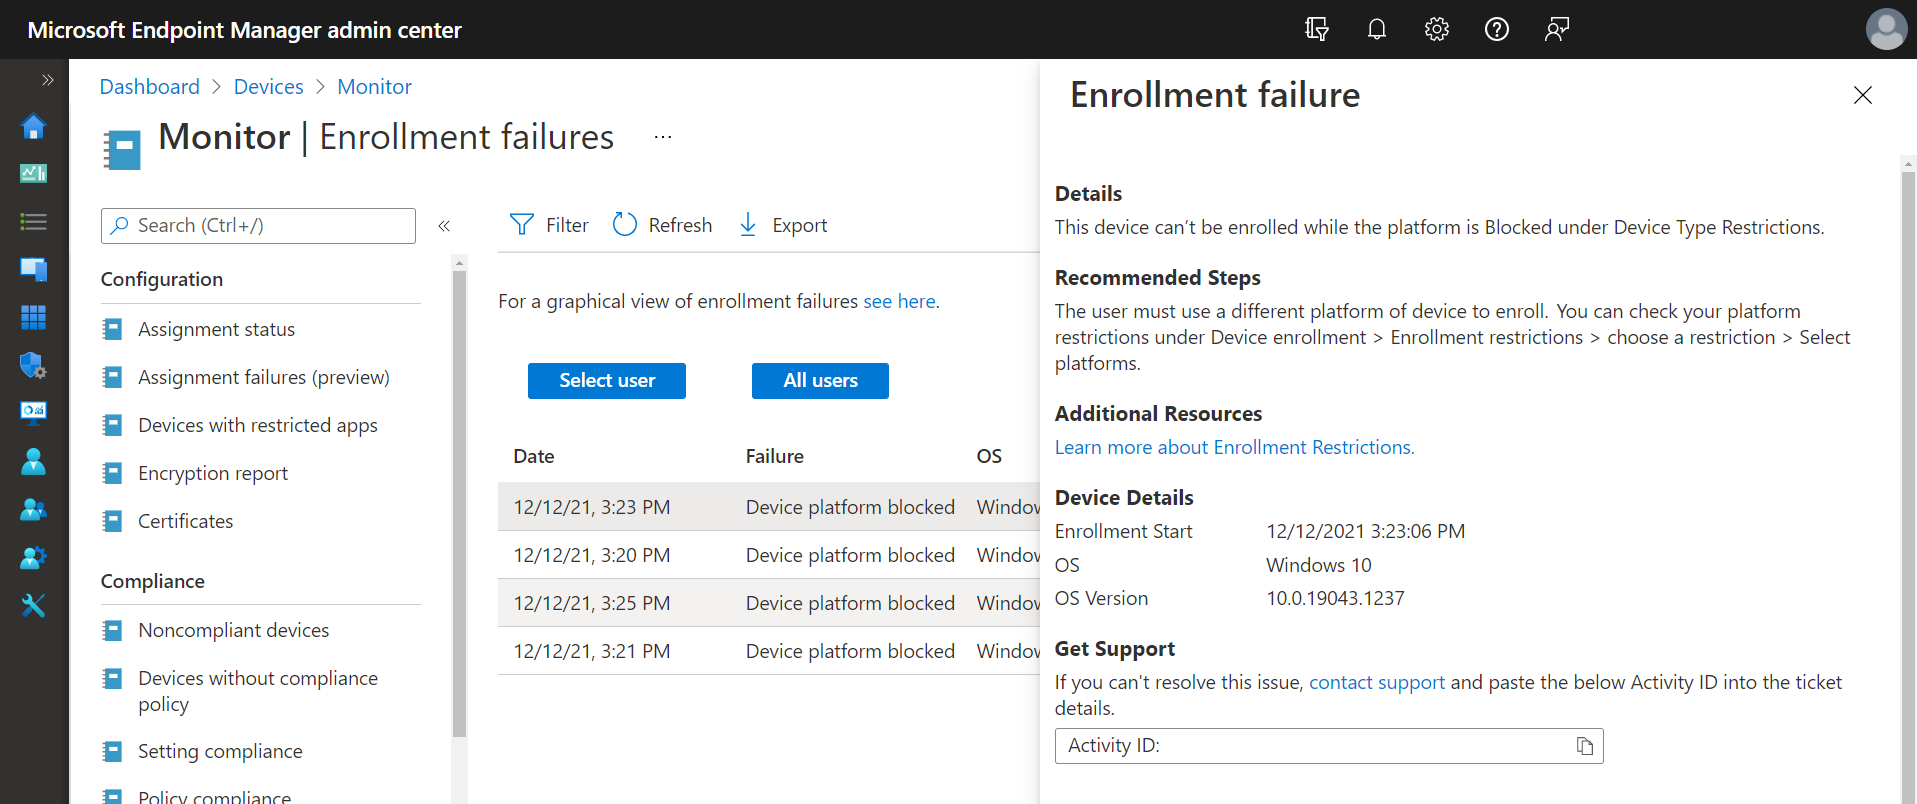 Microsoft Endpoint Manager admin center
Dashboard > Devices > Monitor
Monitor | Enrollment failures ...
Search (Ctrl+/)
Configuration
Assignment status
Assignment failures (preview)
Devices with restricted apps
Encryption report
Certificates
Compliance
Noncompliant devices
Devices without compliance
policy
Setting compliance
Policy compliance
Filter Refresh Export
For a graphical view of enrollment failures see here.
Select user All users
Date Failure OS
12/12/21, 3:23 PM Device platform blocked Window
12/12/21, 3:20 PM Device platform blocked Window
12/12/21, 3:25 PM Device platform blocked Window
12/12/21, 3:21 PM Device platform blocked Window
Enrollment failure
Details
This device can’t be enrolled while the platform is Blocked under Device Type Restrictions.
Recommended Steps
The user must use a different platform of device to enroll. You can check your platform
restrictions under Device enrollment > Enrollment restrictions > choose a restriction > Select
platforms.
Additional Resources
Learn more about Enrollment Restrictions.
Device Details
Enrollment Start 12/12/2021 3:23:06 PM
OS Windows 10
OS Version 10.0.19043.1237
Get Support
If you can't resolve this issue, contact support and paste the below Activity ID into the ticket
details.
Activity ID: